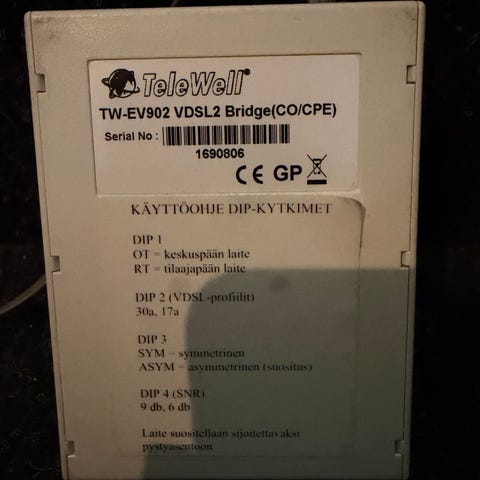 TeleWell®
TW-EV902 VDSL2 Bridge(CO/CPE)
Serial No :
1690806
CE GP
KÄYTTÖOHJE DIP-KYTKIMET
DIP 1
OT = keskuspään laite
RT = tilaajapään laite
DIP 2 (VDSL-profiilit)
30a, 17a
DIP 3
SYM = symmetrinen
ASYM = asymmetrinen (suositus)
DIP 4 (SNR)
9 db, 6 db
Laite suositellaan sijoitettavaksi
pystyasentoon